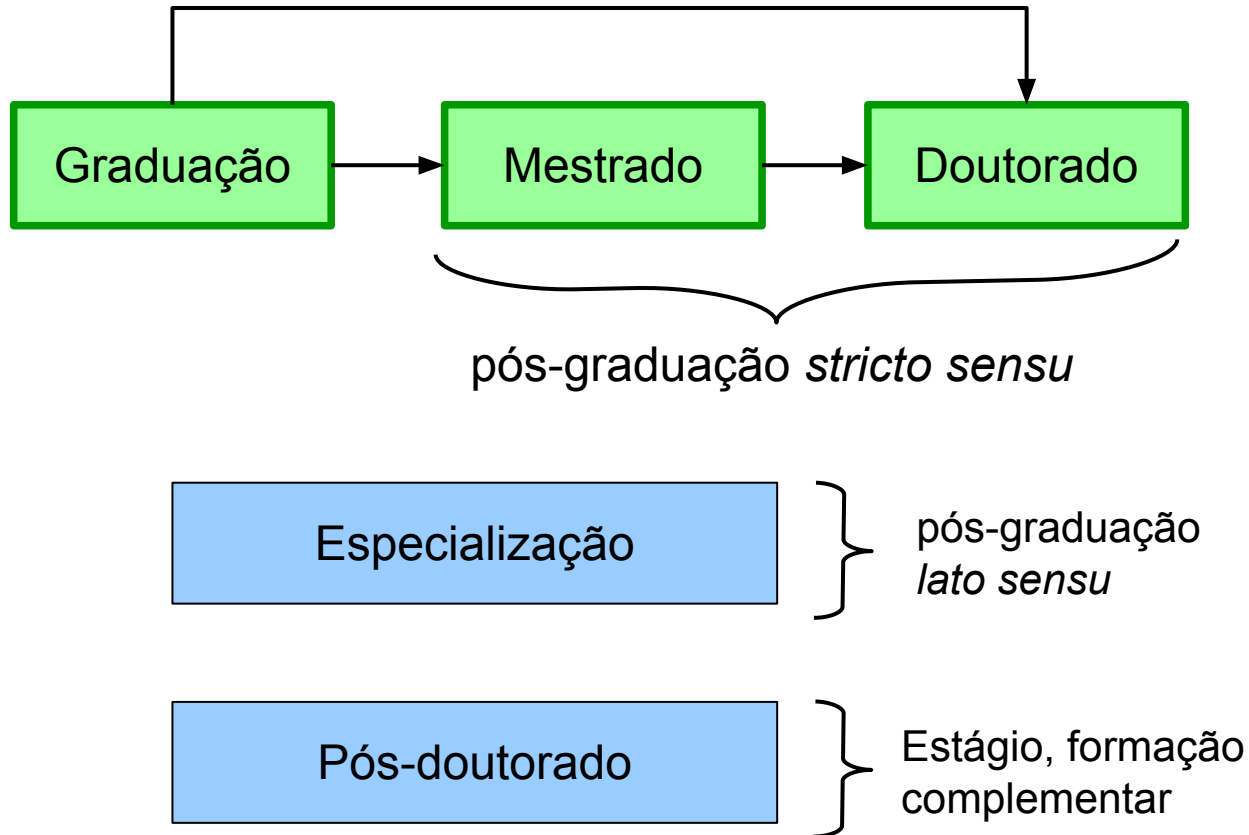 Graduação
Mestrado
Doutorado
pós-graduação stricto sensu
Especialização
pós-graduação
lato sensu
Pós-doutorado
Estágio, formação
complementar